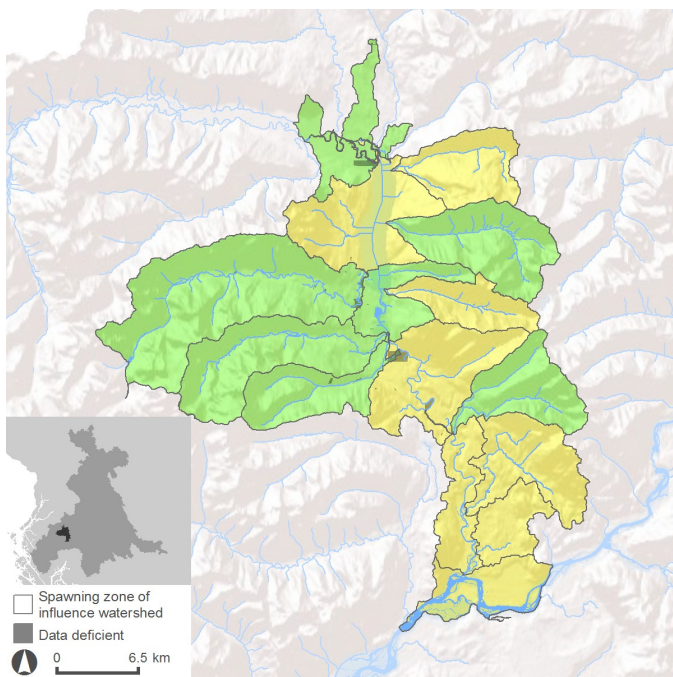 Spawning zone of
influence watershed
Data deficient
0 6.5 km